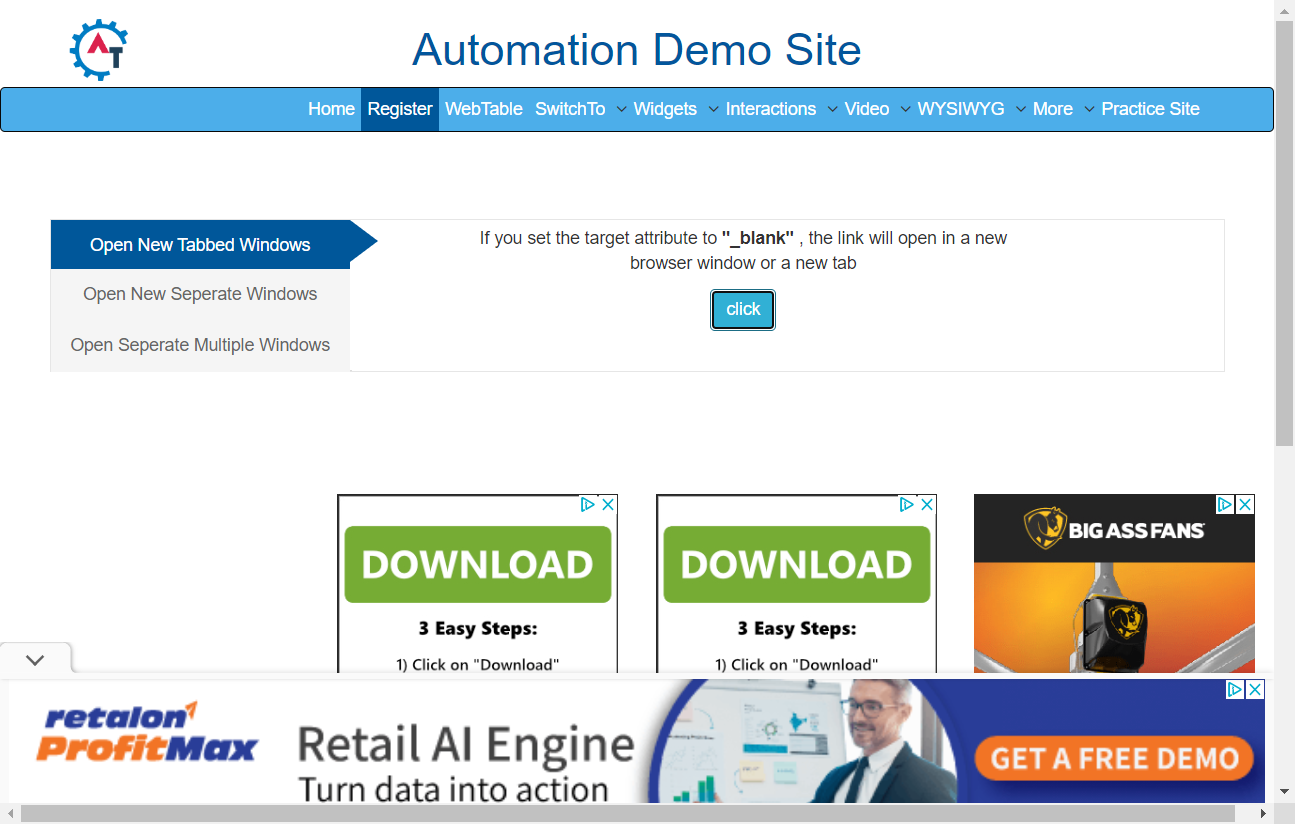 AT
Automation Demo Site
Home Register WebTable SwitchTo Widgets Interactions Video WYSIWYG More Practice Site
Open New Tabbed Windows
Open New Seperate Windows
Open Seperate Multiple Windows
If you set the target attribute to "_blank" , the link will open in a new
browser window or a new tab
click
DOWNLOAD
3 Easy Steps:
1) Click on "Download"
DOWNLOAD
3 Easy Steps:
1) Click on "Download"
BIG ASS FANS
retalon
ProfitMax
Retail AI Engine
Turn data into action
GET A FREE DEMO